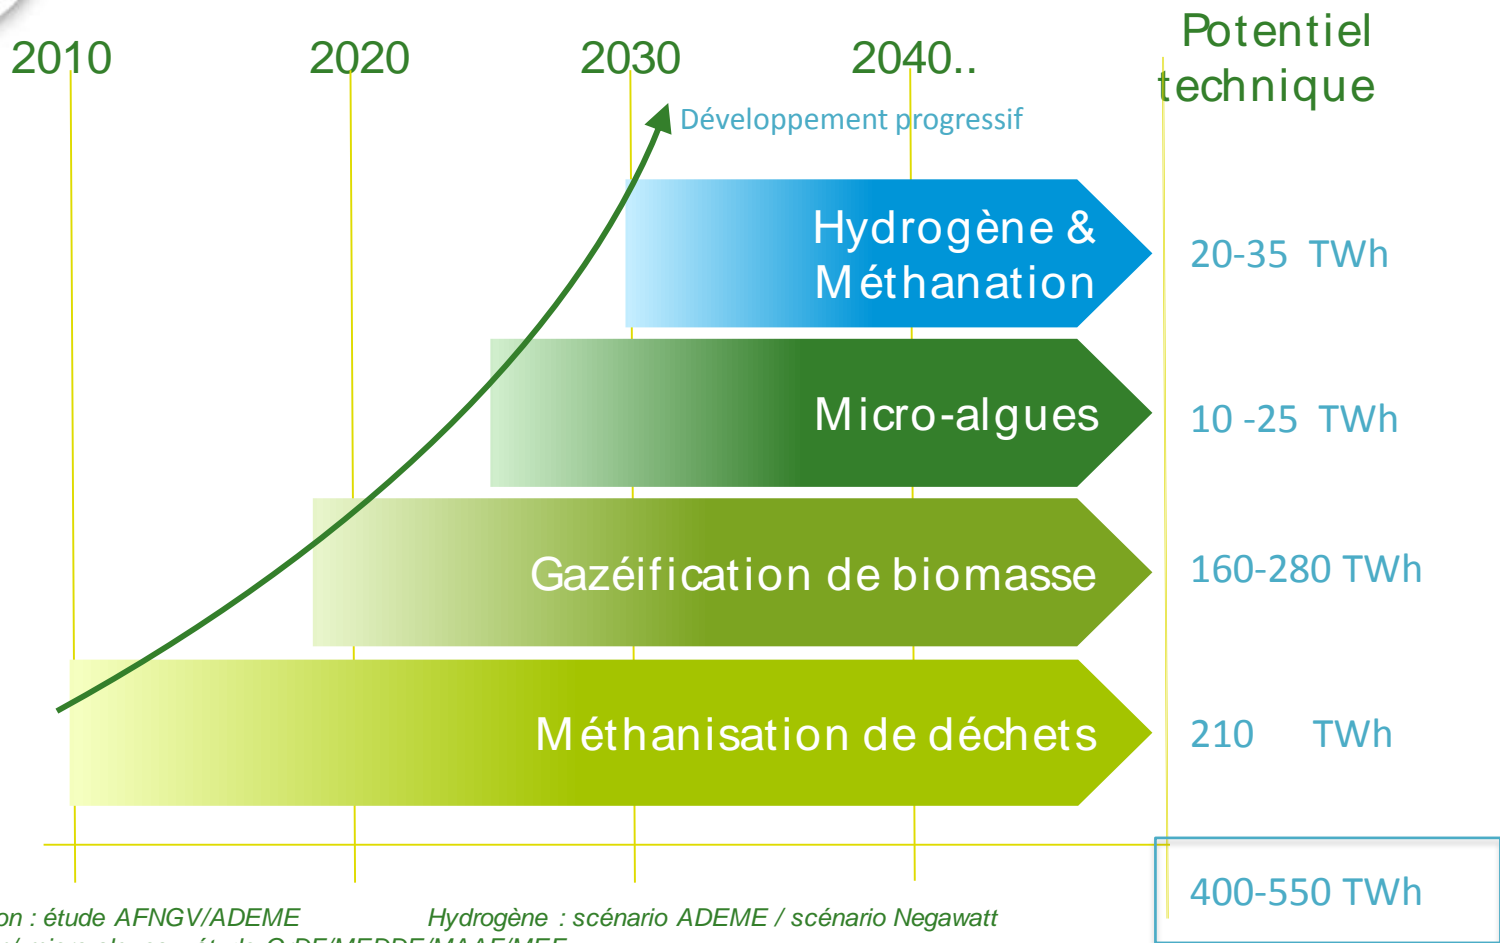 2010 2020 2030 2040.. Potentiel
technique
Développement progressif
Hydrogène &
Méthanation
20-35 TWh
Micro-algues
10 -25 TWh
Gazéification de biomasse
160-280 TWh
Méthanisation de déchets
210 TWh
400-550 TWh
: étude AFNGV/ADEME Hydrogène : scénario ADEME / scénario Negawatt